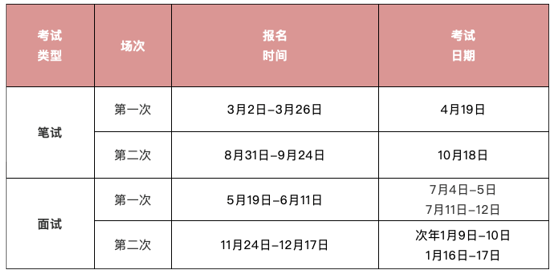 考试
类型
场次
报名
时间
考试
日期
笔试
第一次
3月2日-3月26日
4月19日
第二次
8月31日-9月24日
10月18日
面试
第一次
5月19日-6月11日
7月4日-5日
7月11日-12日
第二次
11月24日-12月17日
次年1月9日-10日
1月16日-17日